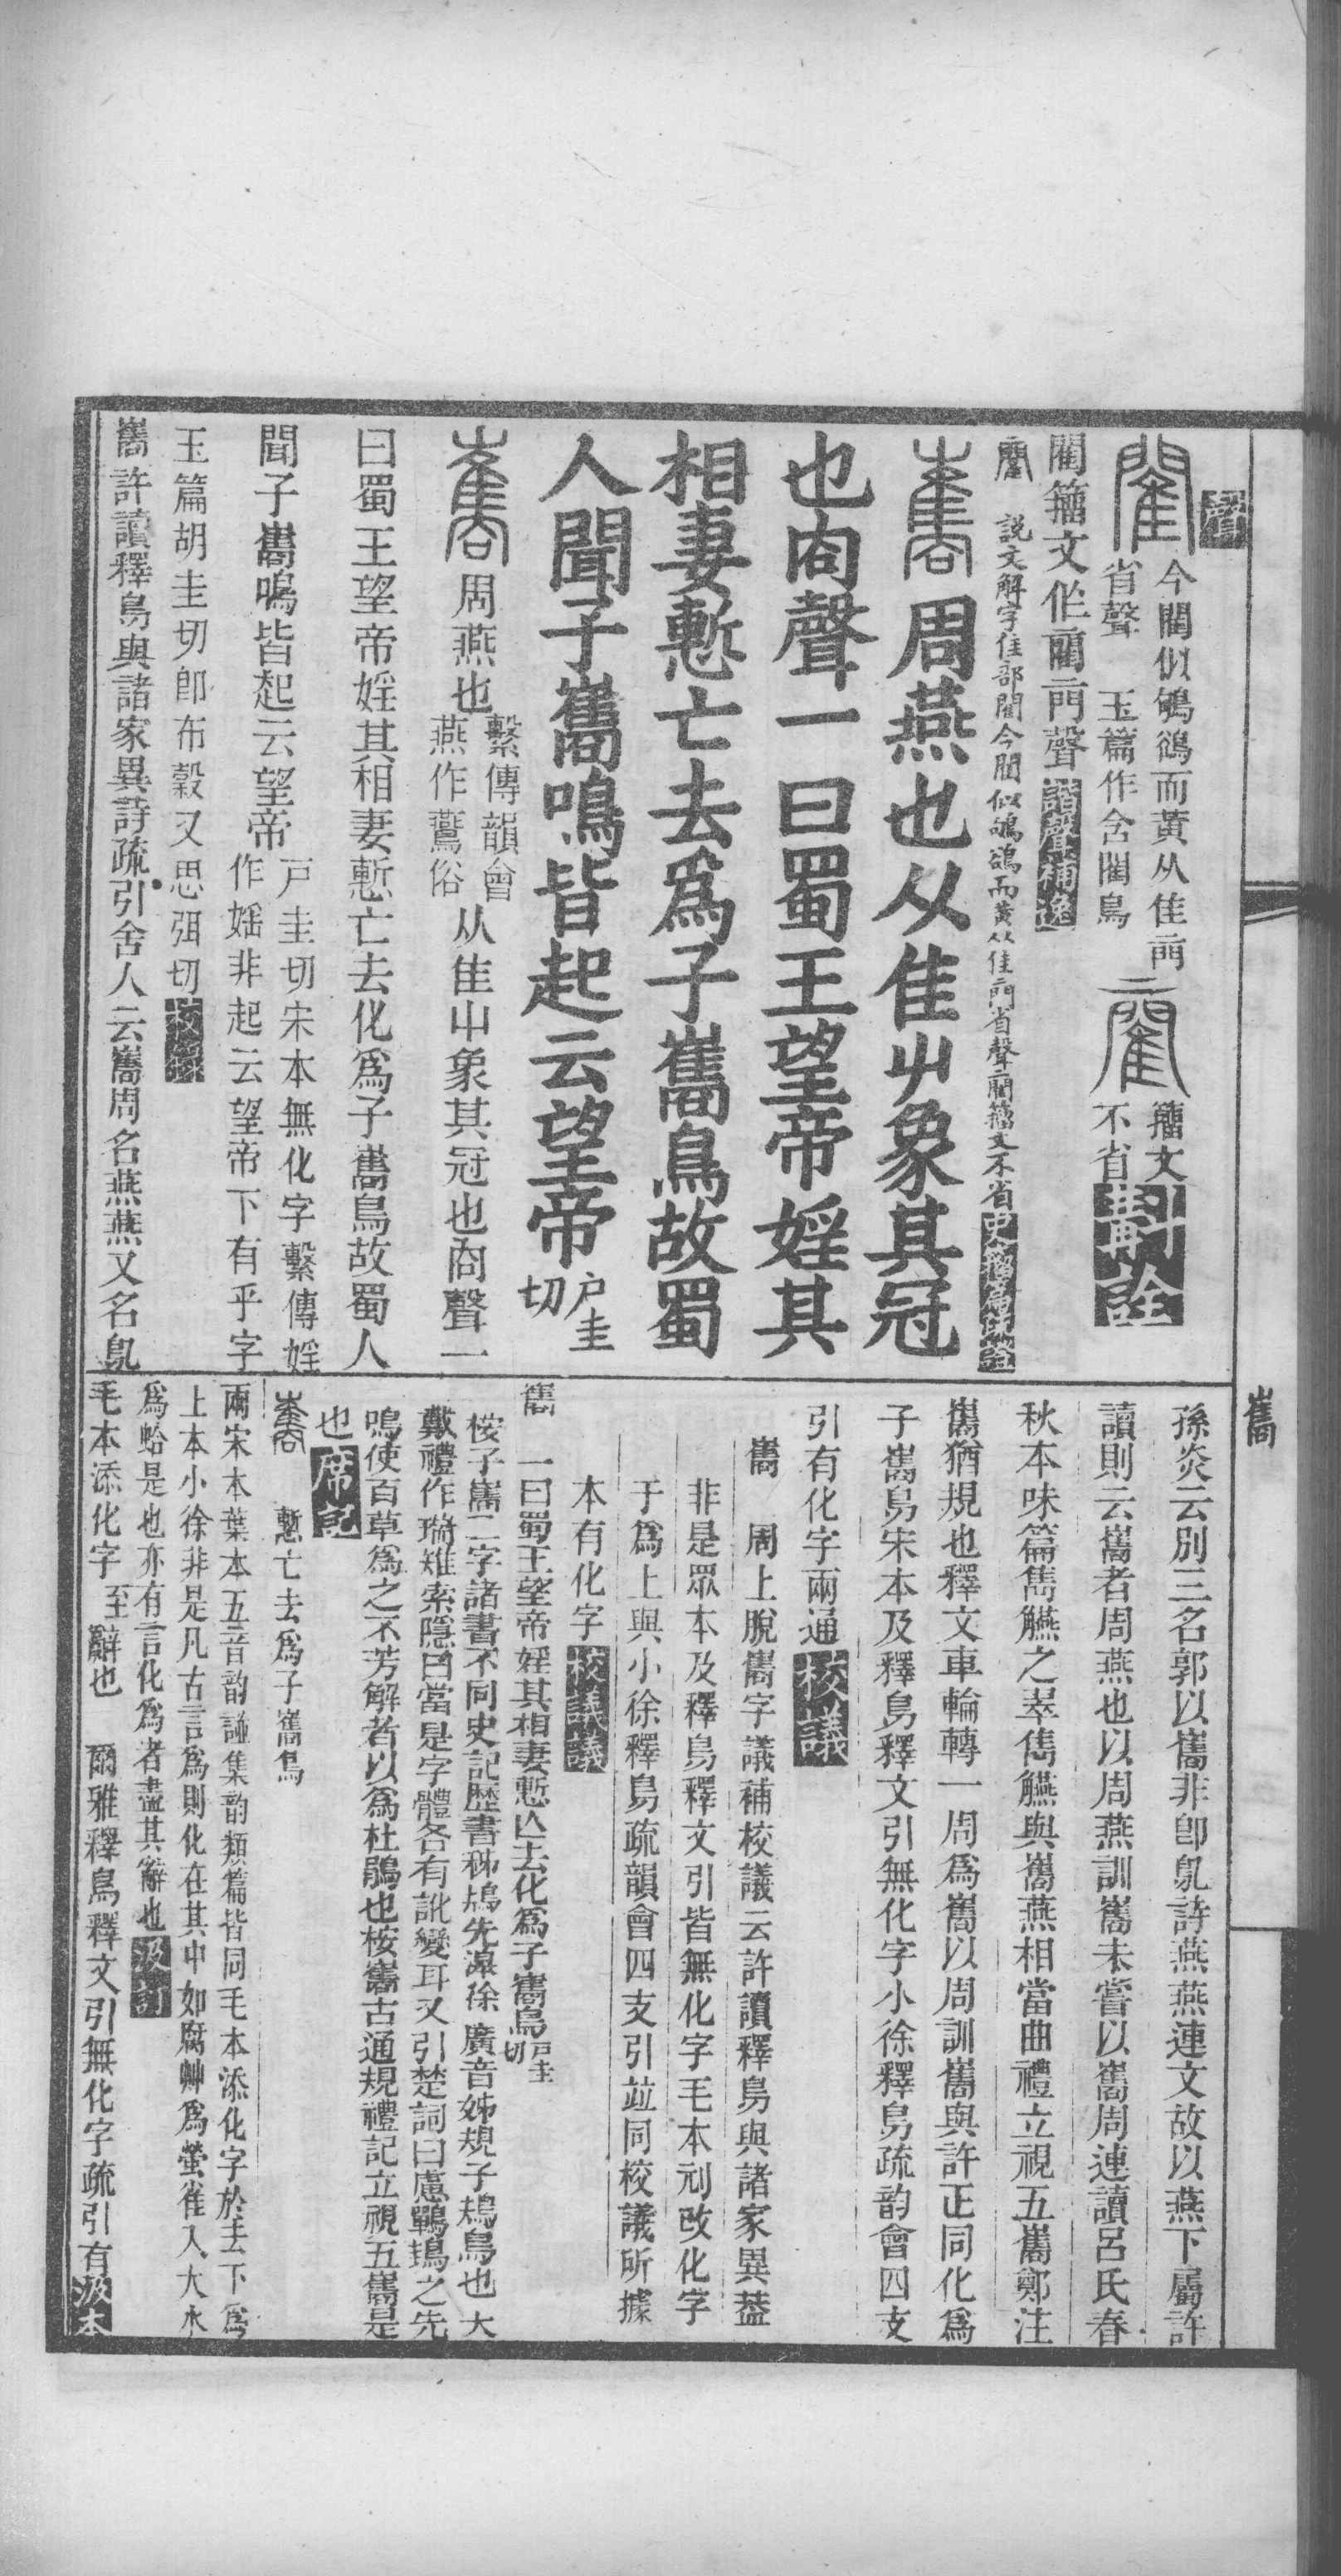 今閵似鴝鵒而黃从隹𨳌
省聲　玉篇作含閵鳥
籒文
不省
斠詮
閵籒文作𨳌聲
諧聲補逸
說文解字隹部閵今閵似鴝鵒而黃从隹𨳌省聲籒文不省
周燕也从隹屮象其冠
也㕯聲一曰蜀王望帝婬其
相妻慙亡去爲子巂鳥故蜀
人聞子巂鳴皆起云望帝
戶圭
切
周燕也
繫傳韻會
燕作鷰俗
从隹屮象其冠也㕯聲一
曰蜀王望帝婬其相妻慙亡去化爲子巂鳥故蜀人
聞子巂鳴皆起云望帝
戶圭切宋本無化字繫傳婬
作媱非起云望帝下有乎字
玉篇胡圭切卽布穀又思弭切
校錄
巂許讀釋鳥與諸家異詩疏引舍人云巂周名燕燕又名鳦
孫炎云別三名郭以巂非卽鳦許燕燕連文故以燕下屬許
讀則云巂者周燕也以周燕訓巂未嘗以巂周連讀呂氏春
秋本味篇雋觾之翠雋觾與巂燕相當曲禮立視五巂鄭注
巂猶規也釋文車輪轉一周爲巂以周訓巂與許正同化爲
子巂鳥宋本及釋鳥釋文引無化字小徐釋鳥疏韵會四支
引有化字兩通
校議
巂　周上脫巂字議補校議云許讀釋鳥與諸家異葢
非是眾本及釋鳥釋文引皆無化字毛本刓改化字
于爲上與小徐釋鳥疏韻會四支引竝同校議所據
本有化字
校議議
巂　一曰蜀王望帝婬其相妻慙亾去化爲子巂鳥
戶圭
切
桉子巂二字諸書不同史記歷書秭鳺先滜徐廣音姊規子鳺鳥也大
戴禮作瑞雉索隱曰當是字體各有訛變耳又引楚詞曰慮鷤鴂之先
鳴使百草爲之不芳解者以爲杜鵑也桉巂古通規禮記立視五巂是
也
席記
慙亡去爲子巂鳥
兩宋本葉本五音韵譜集韵類篇皆同毛本添化字於去下爲
上本小徐非是凡古言爲則化在其中如腐艸爲螢雀入大水
爲蛤是也亦有言化爲者盡其辭也
汲訂
毛本添化字　至辭也　爾雅釋鳥釋文引無化字疏引有
汲本
巂